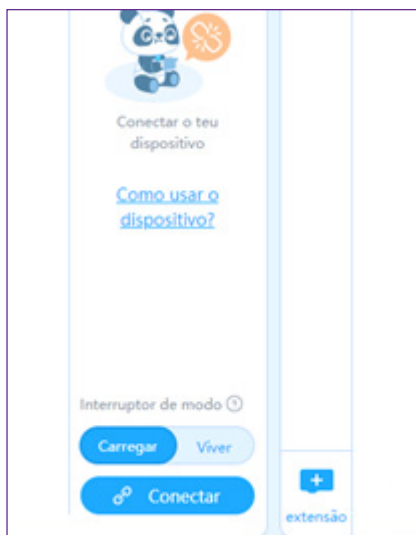 Conectar o teu
dispositivo
Como usar o
dispositivo?
Interruptor de modo ?
Carregar Viver
Conectar
extensão